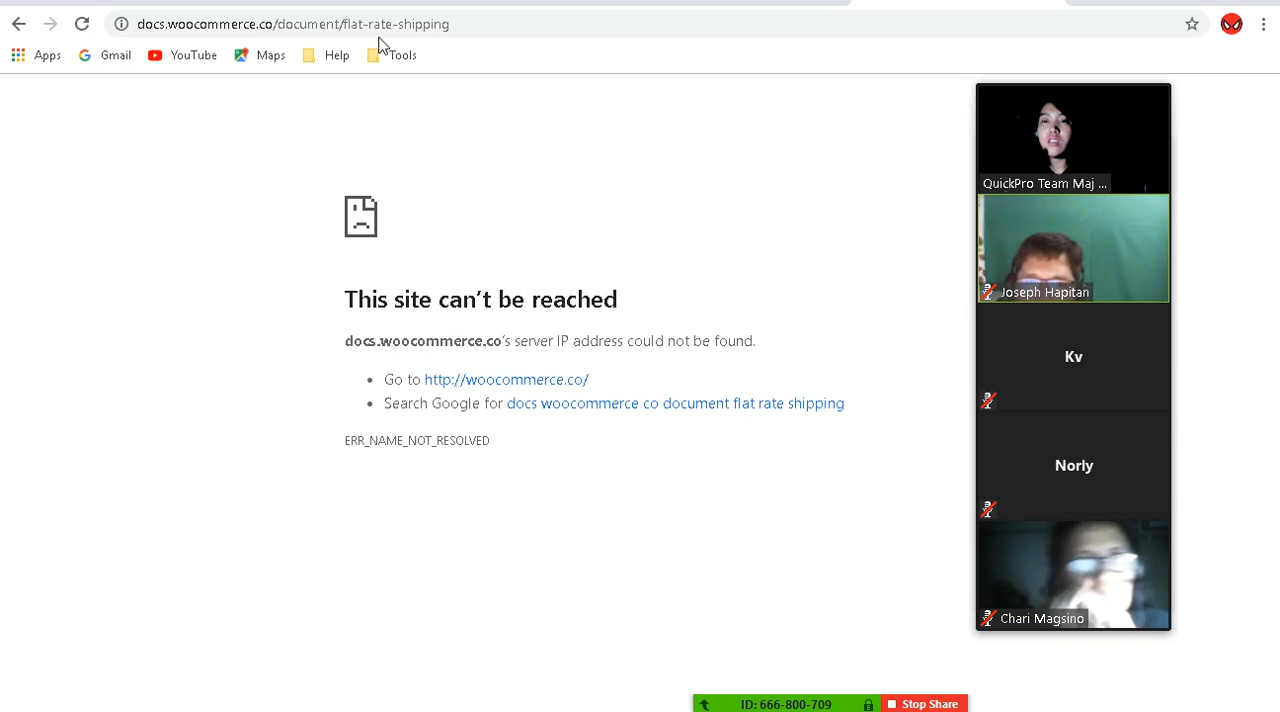 docs.woocommerce.co/document/flat-rate-shipping
Apps Gmail YouTube Maps Help Tools
This site can’t be reached
docs.woocommerce.co’s server IP address could not be found.
• Go to http://woocommerce.co/
• Search Google for docs woocommerce co document flat rate shipping
ERR_NAME_NOT_RESOLVED
QuickPro Team Maj ...
Joseph Hapitan
Kv
Norly
Chari Magsino
ID: 666-800-709 Stop Share